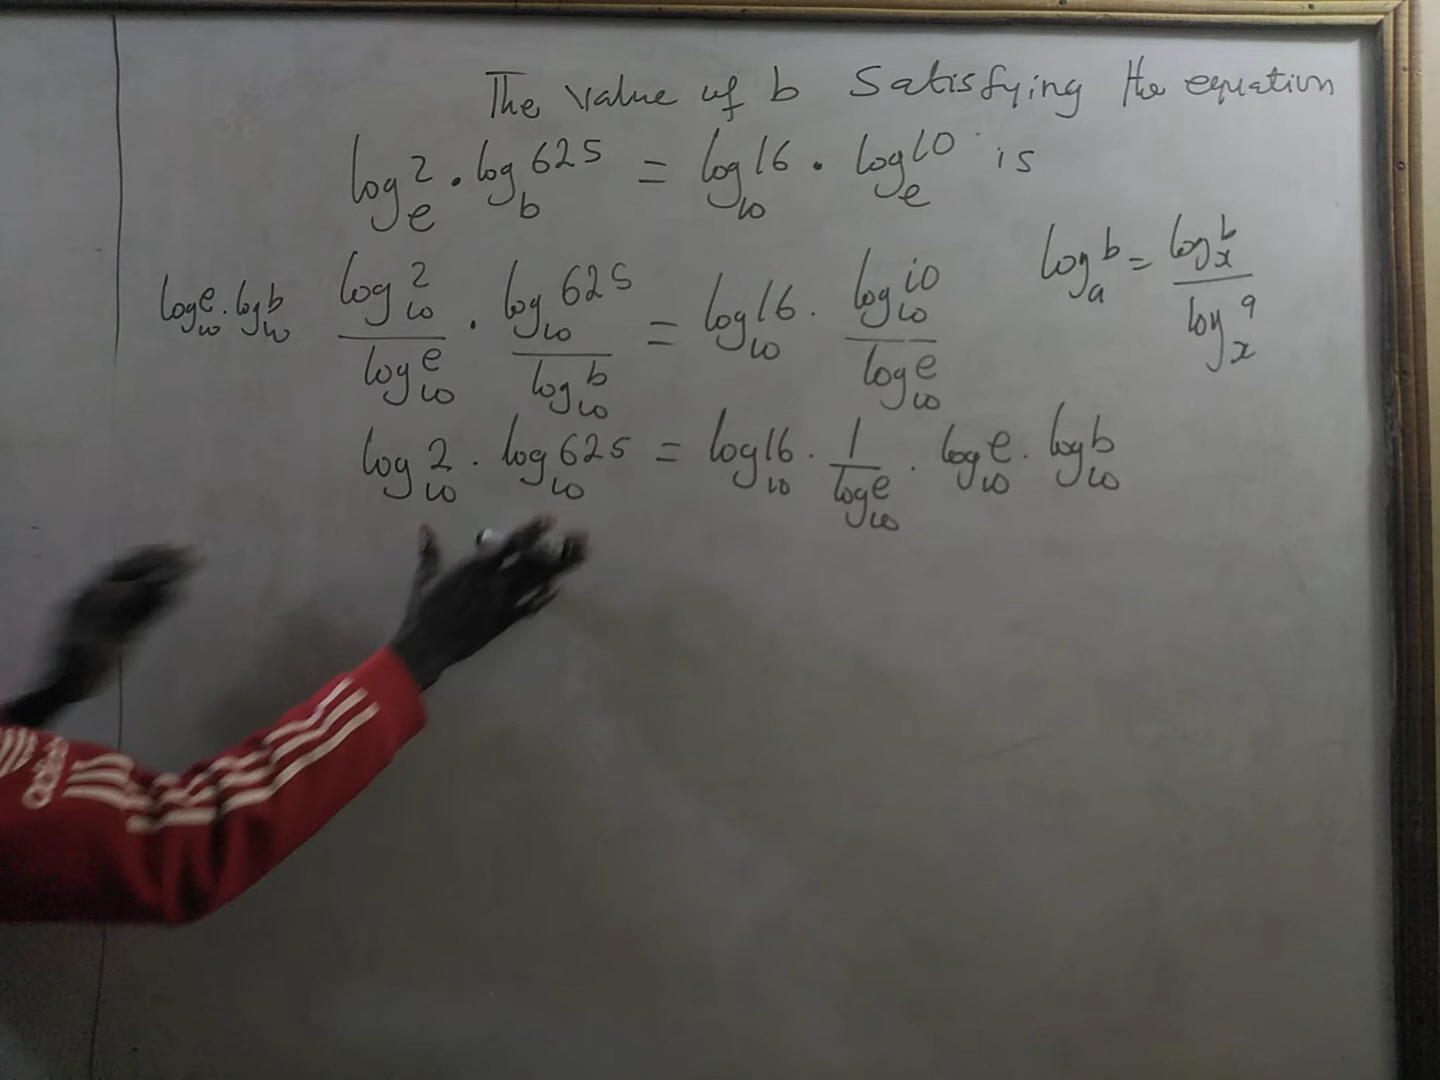 The value of b satisfying the equation
log_e 2 . log_b 625 = log_10 16 . log_e 10 is
log_a b = log_x b / log_x a
log_10 e . log_10 b log_10 2 / log_10 e . log_10 625 / log_10 b = log_10 16 . log_10 10 / log_10 e
log_10 2 . log_10 625 = log_10 16 . 1 / log_10 e . log_10 e . log_10 b
adidas